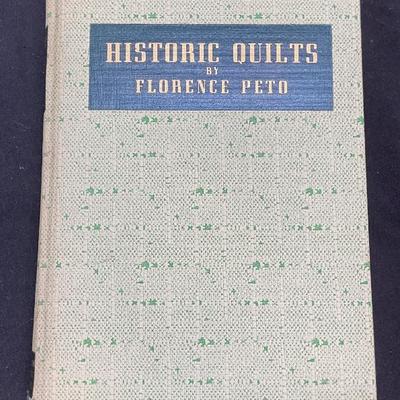 HISTORIC QUILTS
BY
FLORENCE PETO